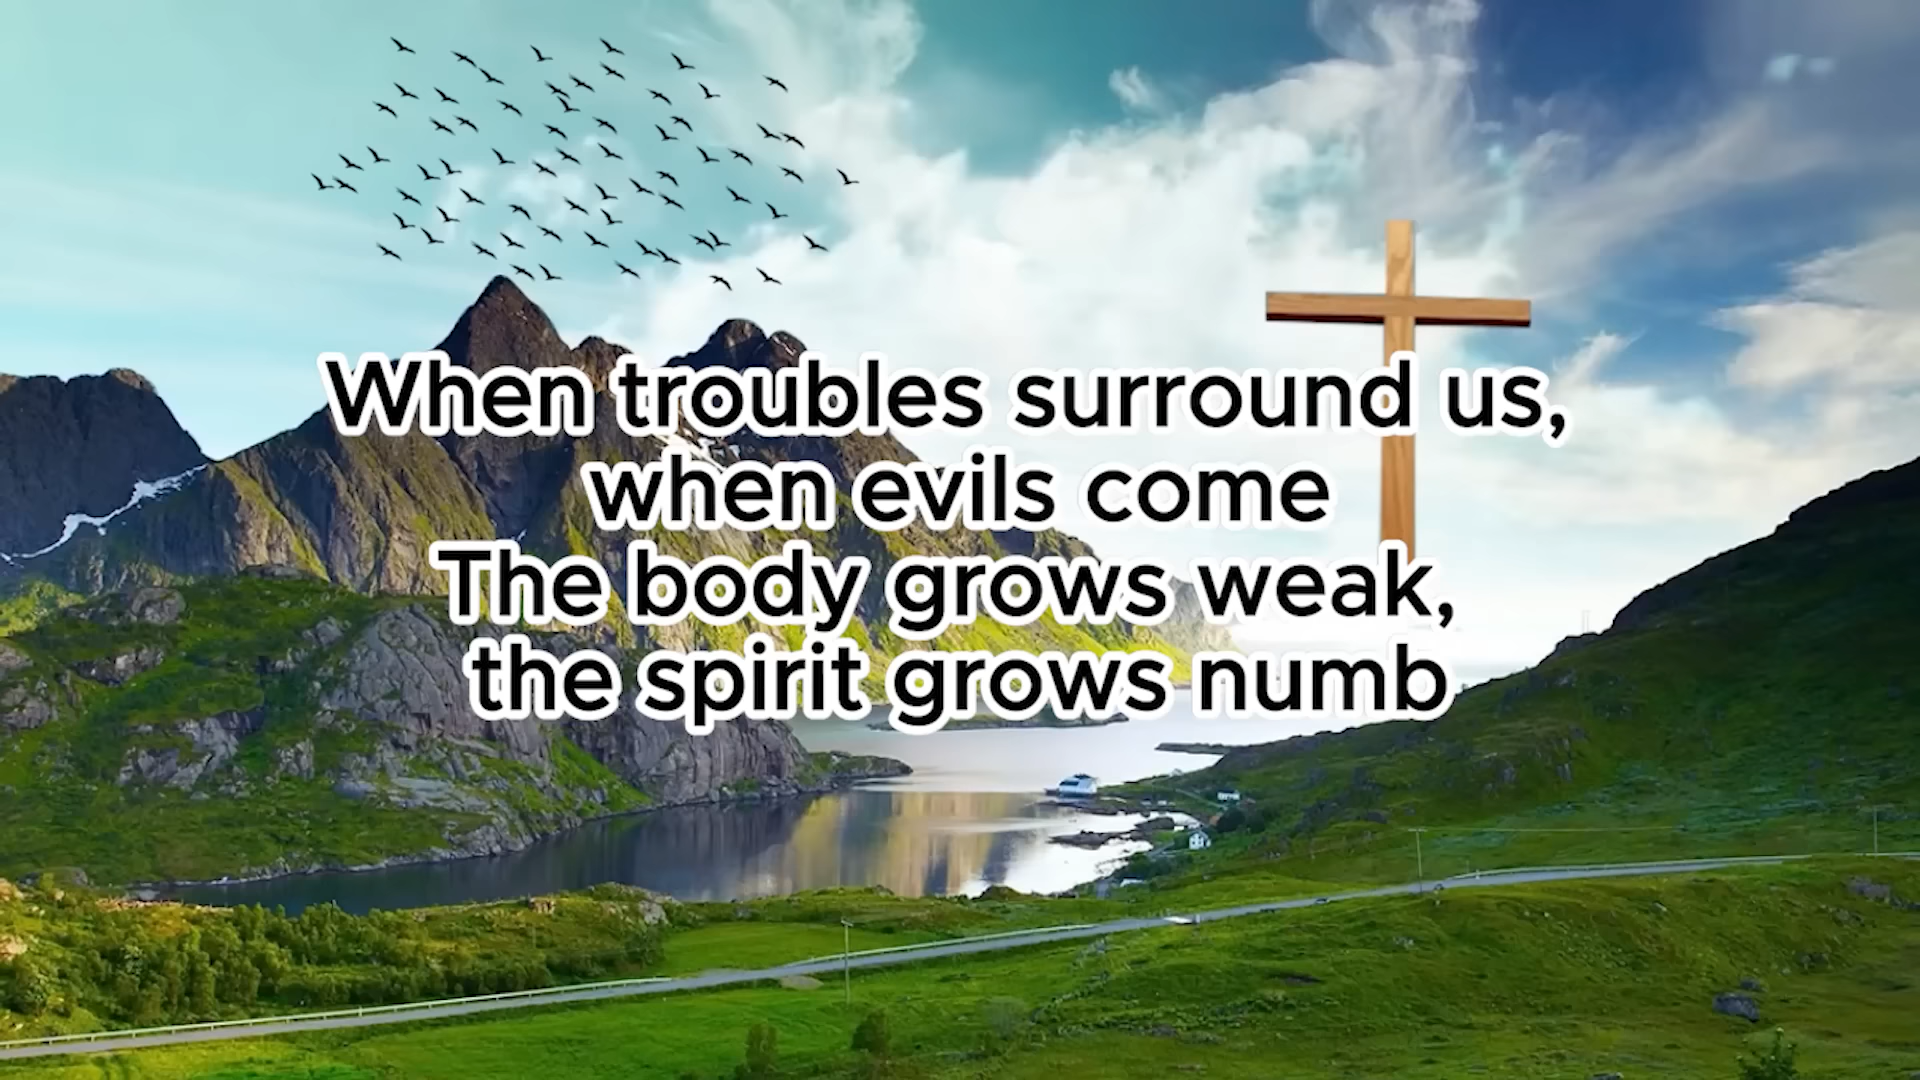 When troubles surround us,
when evils come
The body grows weak,
the spirit grows numb